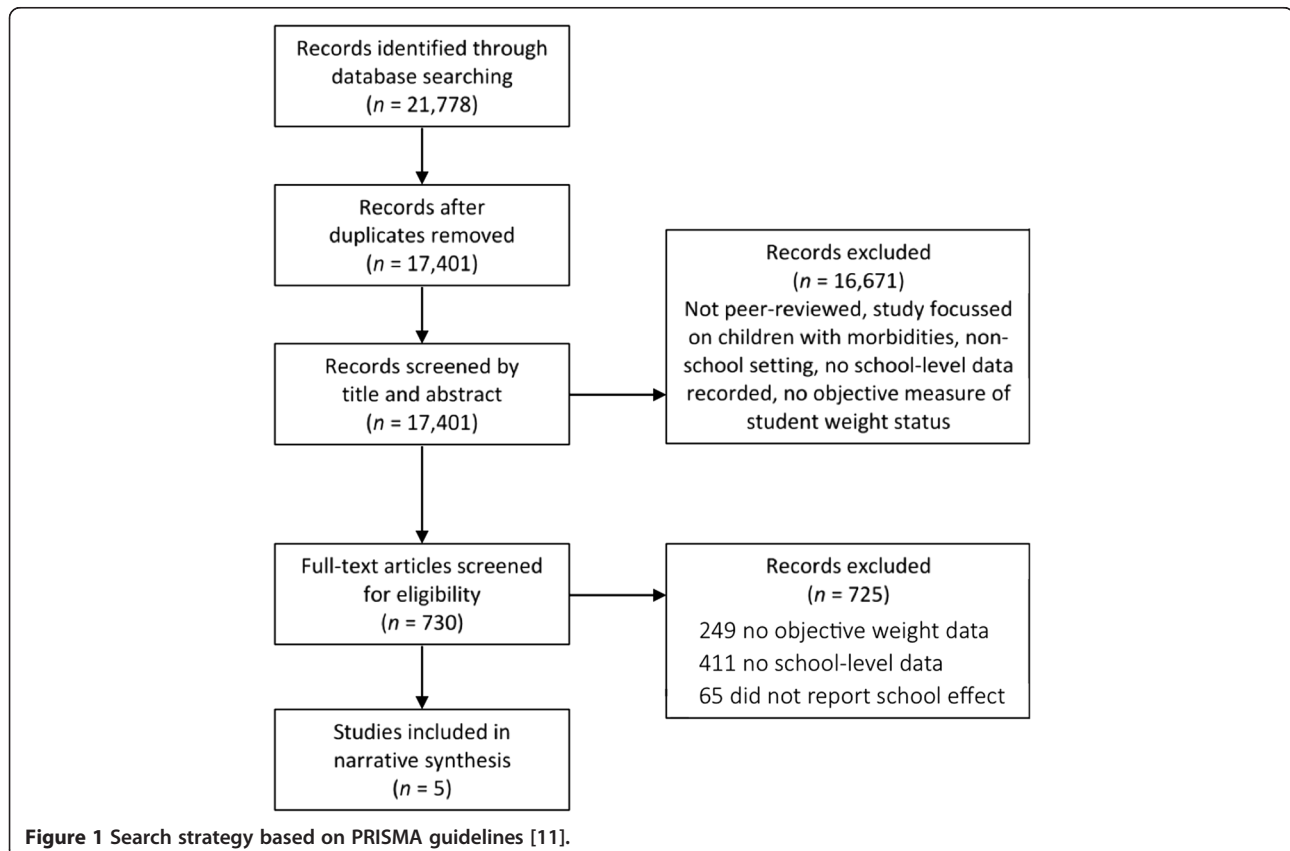 Records identified through
database searching
(n = 21,778)
Records after
duplicates removed
(n = 17,401)
Records excluded
(n = 16,671)
Not peer-reviewed, study focussed
on children with morbidities, non-
school setting, no school-level data
recorded, no objective measure of
student weight status
Records screened by
title and abstract
(n = 17,401)
Full-text articles screened
for eligibility
(n = 730)
Records excluded
(n = 725)
249 no objective weight data
411 no school-level data
65 did not report school effect
Studies included in
narrative synthesis
(n = 5)
Figure 1 Search strategy based on PRISMA guidelines [11].